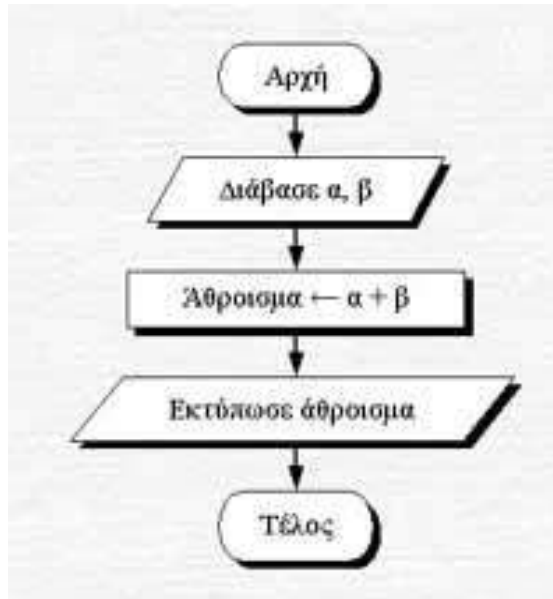 Αρχή
Διάβασε α, β
Άθροισμα ← α + β
Εκτύπωσε άθροισμα
Τέλος